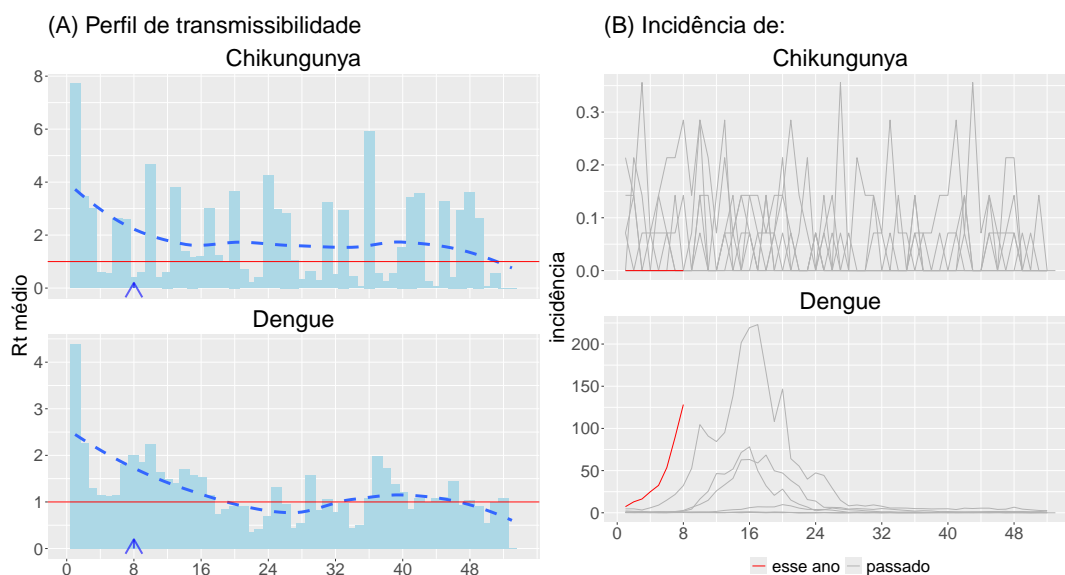 (A) Perfil de transmissibilidade
Chikungunya
8
6
4
2
0
Dengue
4
3
2
1
0
0 8 16 24 32 40 48
Rt médio
(B) Incidência de:
Chikungunya
0.3
0.2
0.1
0.0
Dengue
200
150
100
50
0
0 8 16 24 32 40 48
incidência
esse ano passado